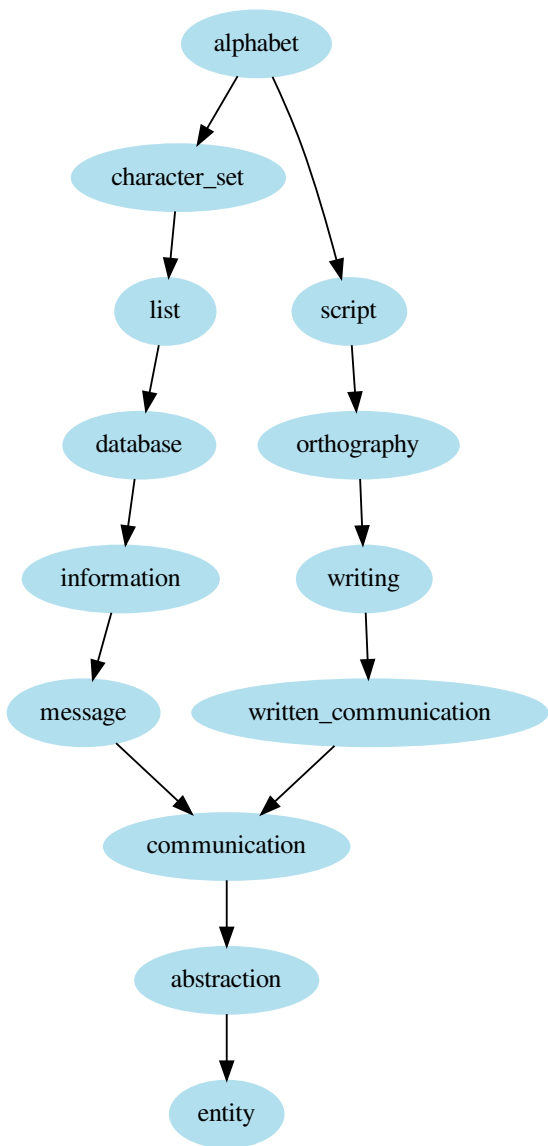 alphabet
character_set
list
script
database
orthography
information
writing
message
written_communication
communication
abstraction
entity